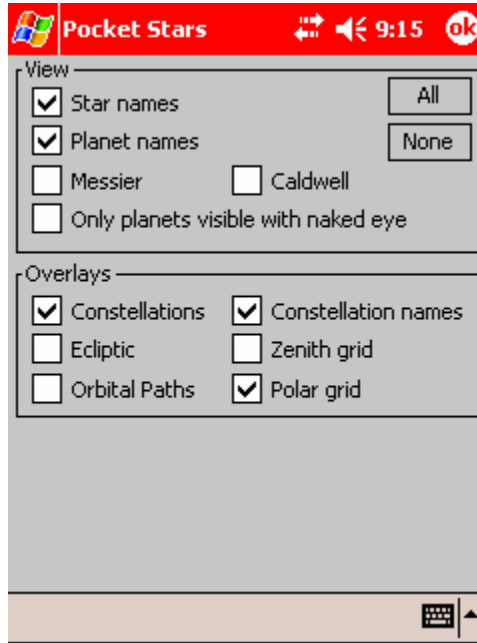 Pocket Stars 9:15 ok
View
Star names All
Planet names None
Messier Caldwell
Only planets visible with naked eye
Overlays
Constellations Constellation names
Ecliptic Zenith grid
Orbital Paths Polar grid